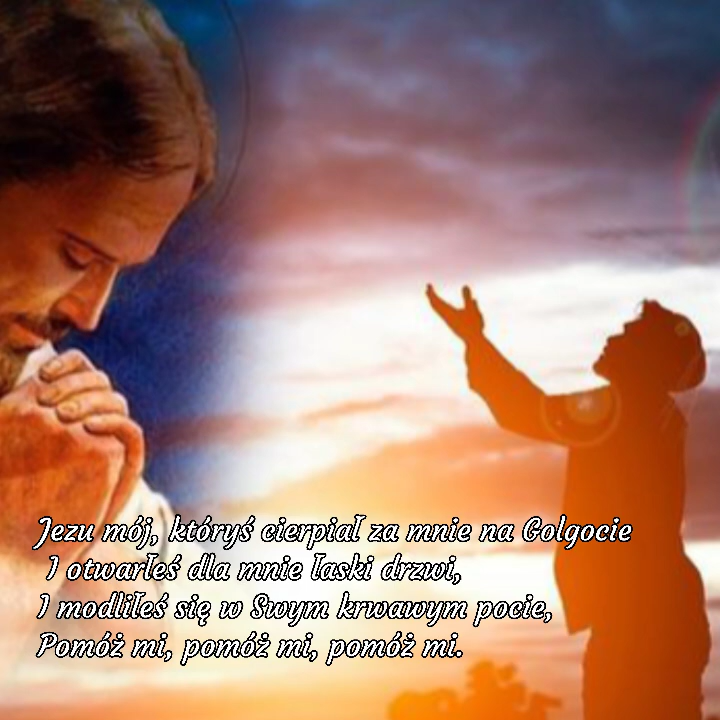 Jezu mój, któryś cierpiał za mnie na Golgocie
I otwarłeś dla mnie łaski drzwi,
I modliłeś się w Swym krwawym pocie,
Pomóż mi, pomóż mi, pomóż mi.